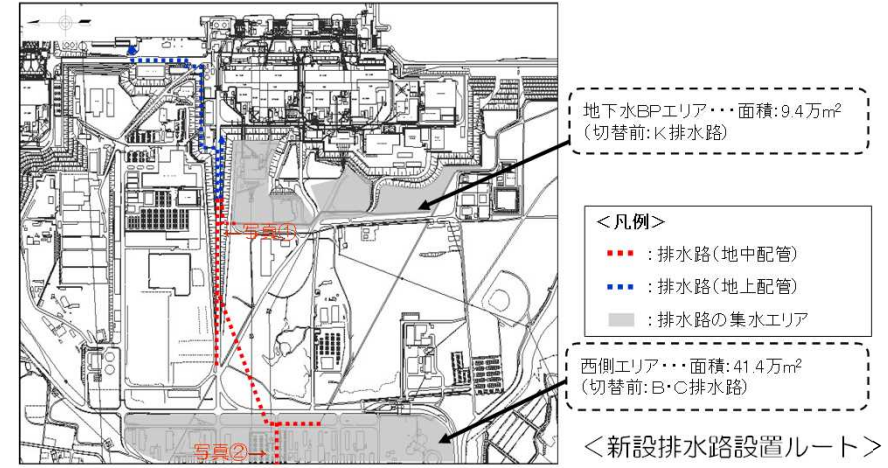 地下水BPエリア・・・面積:9.4万m²
(切替前:K排水路)
＜凡例＞
:排水路(地中配管)
:排水路(地上配管)
:排水路の集水エリア
←写真①
西側エリア・・・面積:41.4万m²
(切替前:B・C排水路)
写真②→
＜新設排水路設置ルート＞